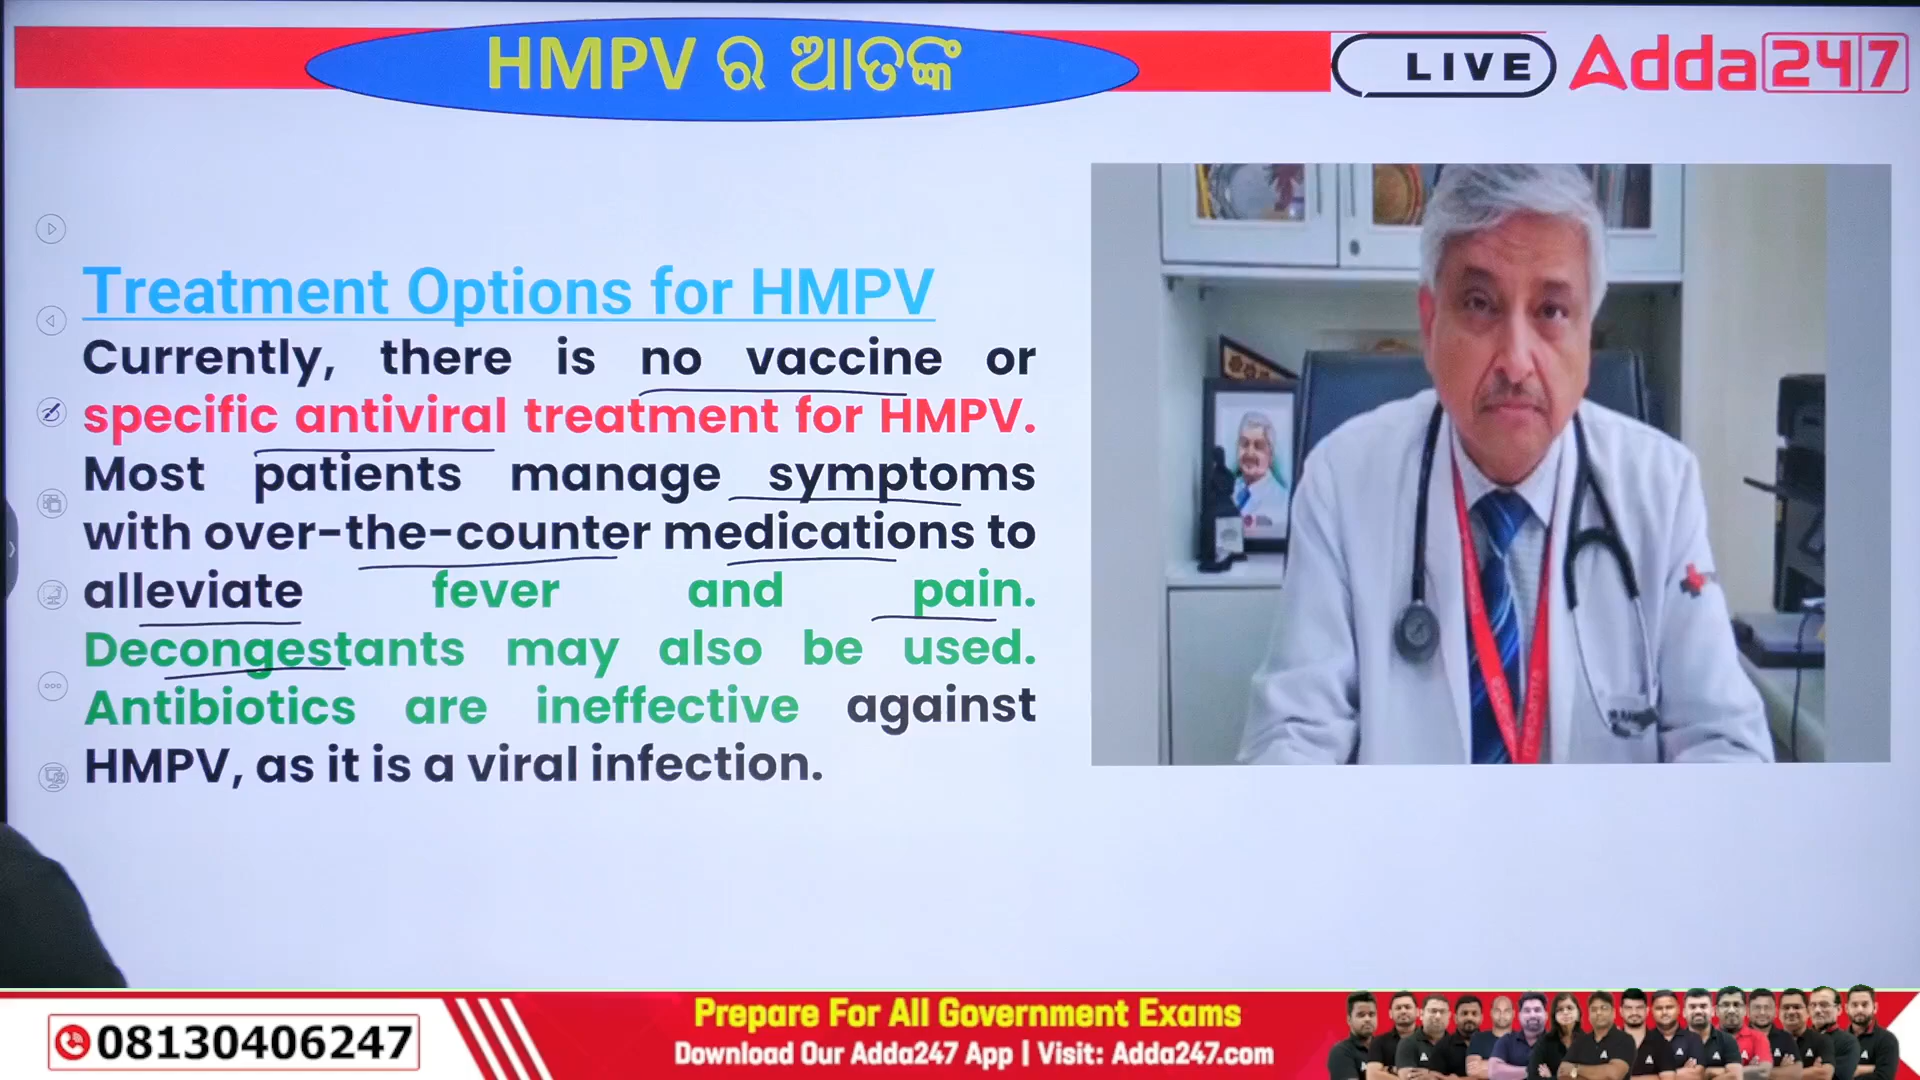 HMPV ର ଆତଙ୍କ
LIVE
Adda247
Treatment Options for HMPV
Currently, there is no vaccine or
specific antiviral treatment for HMPV.
Most patients manage symptoms
with over-the-counter medications to
alleviate fever and pain.
Decongestants may also be used.
Antibiotics are ineffective against
HMPV, as it is a viral infection.
08130406247
Prepare For All Government Exams
Download Our Adda247 App | Visit: Adda247.com